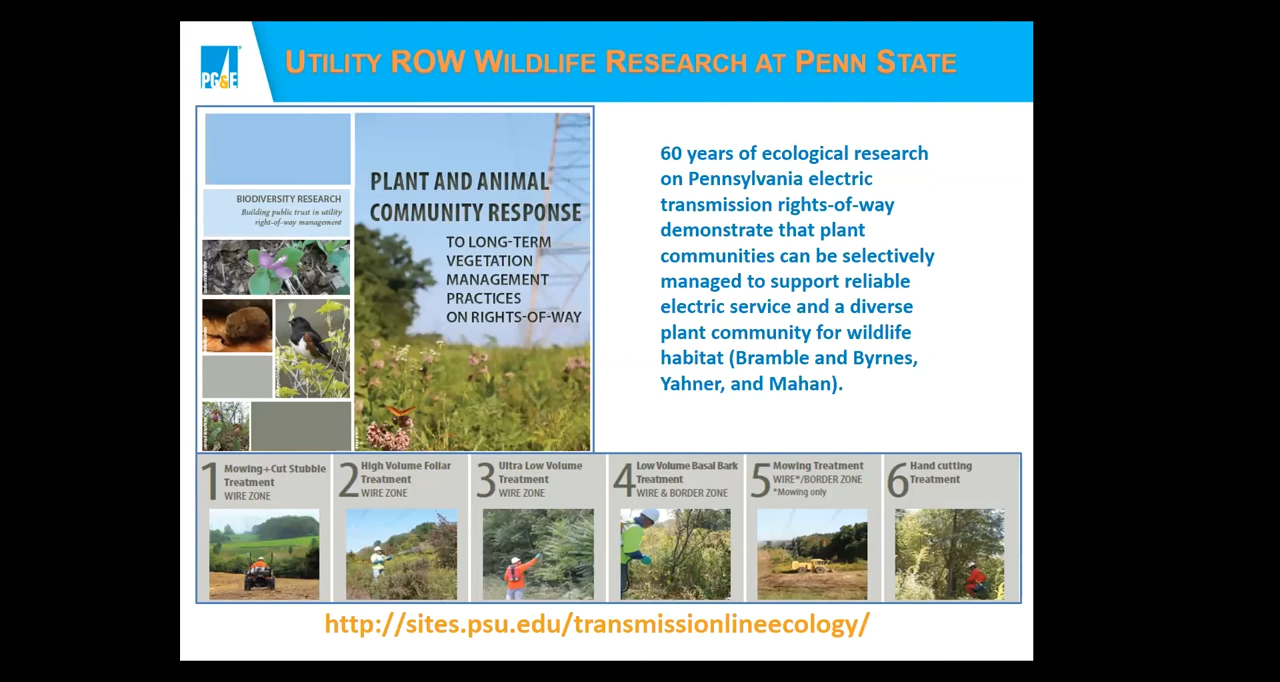 PG&E
UTILITY ROW WILDLIFE RESEARCH AT PENN STATE
BIODIVERSITY RESEARCH
Building public trust in utility
right-of-way management
PLANT AND ANIMAL
COMMUNITY RESPONSE
TO LONG-TERM
VEGETATION
MANAGEMENT
PRACTICES
ON RIGHTS-OF-WAY
60 years of ecological research
on Pennsylvania electric
transmission rights-of-way
demonstrate that plant
communities can be selectively
managed to support reliable
electric service and a diverse
plant community for wildlife
habitat (Bramble and Byrnes,
Yahner, and Mahan).
1 Mowing+Cut Stubble
Treatment
WIRE ZONE
2 High Volume Foliar
Treatment
WIRE ZONE
3 Ultra Low Volume
Treatment
WIRE ZONE
4 Low Volume Basal Bark
Treatment
WIRE & BORDER ZONE
5 Mowing Treatment
WIRE*/BORDER ZONE
*Mowing only
6 Hand cutting
Treatment
http://sites.psu.edu/transmissionlineecology/